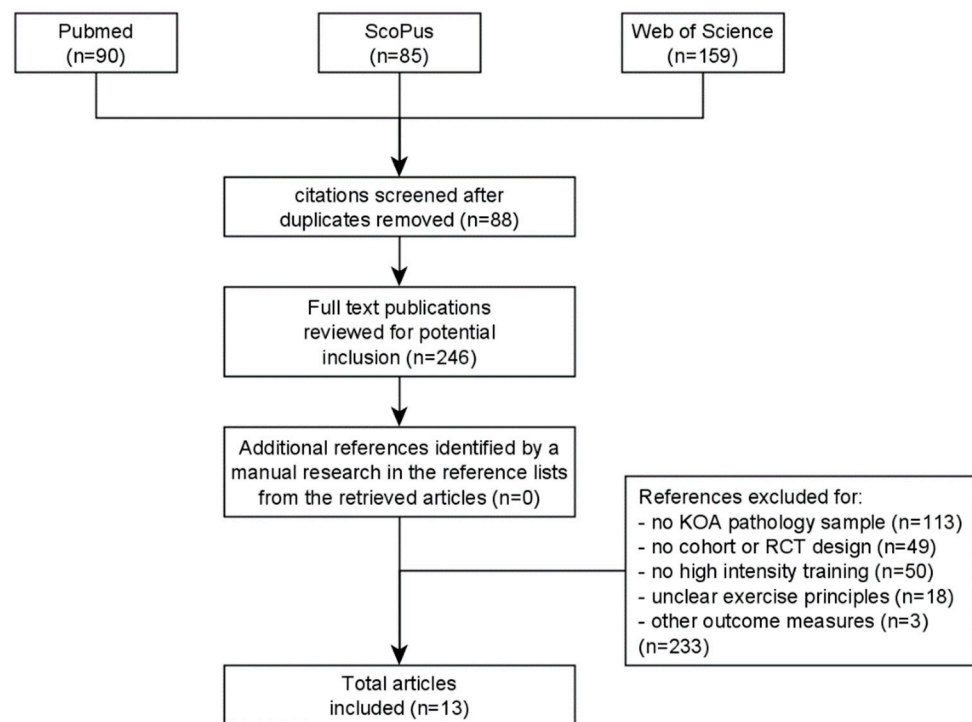 Pubmed
(n=90)
ScoPus
(n=85)
Web of Science
(n=159)
citations screened after
duplicates removed (n=88)
Full text publications
reviewed for potential
inclusion (n=246)
Additional references identified by a
manual research in the reference lists
from the retrieved articles (n=0)
References excluded for:
- no KOA pathology sample (n=113)
- no cohort or RCT design (n=49)
- no high intensity training (n=50)
- unclear exercise principles (n=18)
- other outcome measures (n=3)
(n=233)
Total articles
included (n=13)